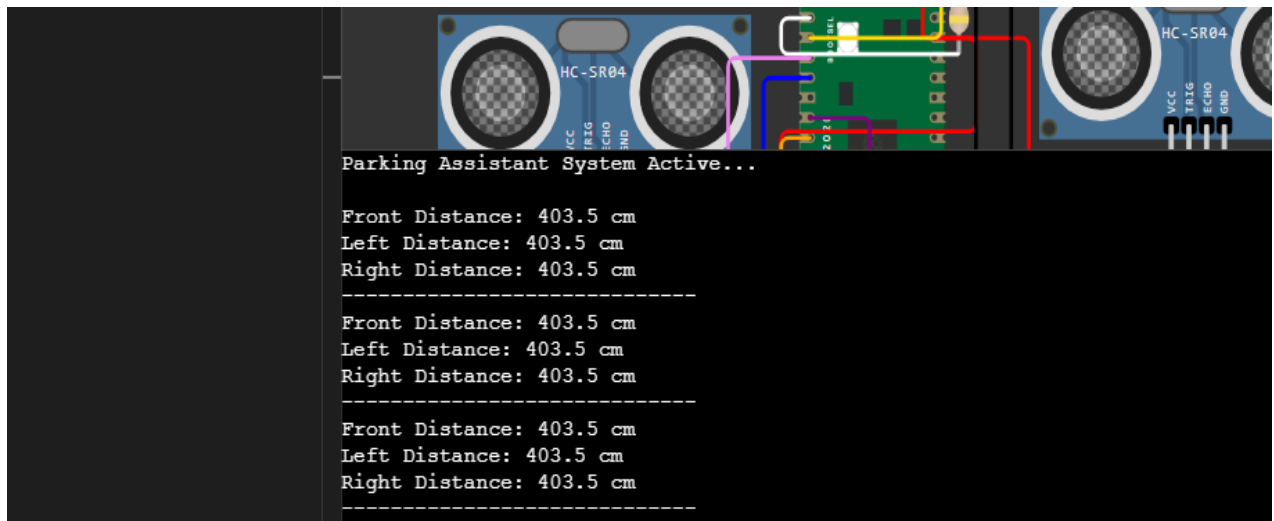 BOOTSEL
HC-SR04
HC-SR04
VCC
TRIG
ECHO
GND
VCC
TRIG
ECHO
GND
Parking Assistant System Active...
Front Distance: 403.5 cm
Left Distance: 403.5 cm
Right Distance: 403.5 cm
-----------------------------
Front Distance: 403.5 cm
Left Distance: 403.5 cm
Right Distance: 403.5 cm
-----------------------------
Front Distance: 403.5 cm
Left Distance: 403.5 cm
Right Distance: 403.5 cm
-----------------------------